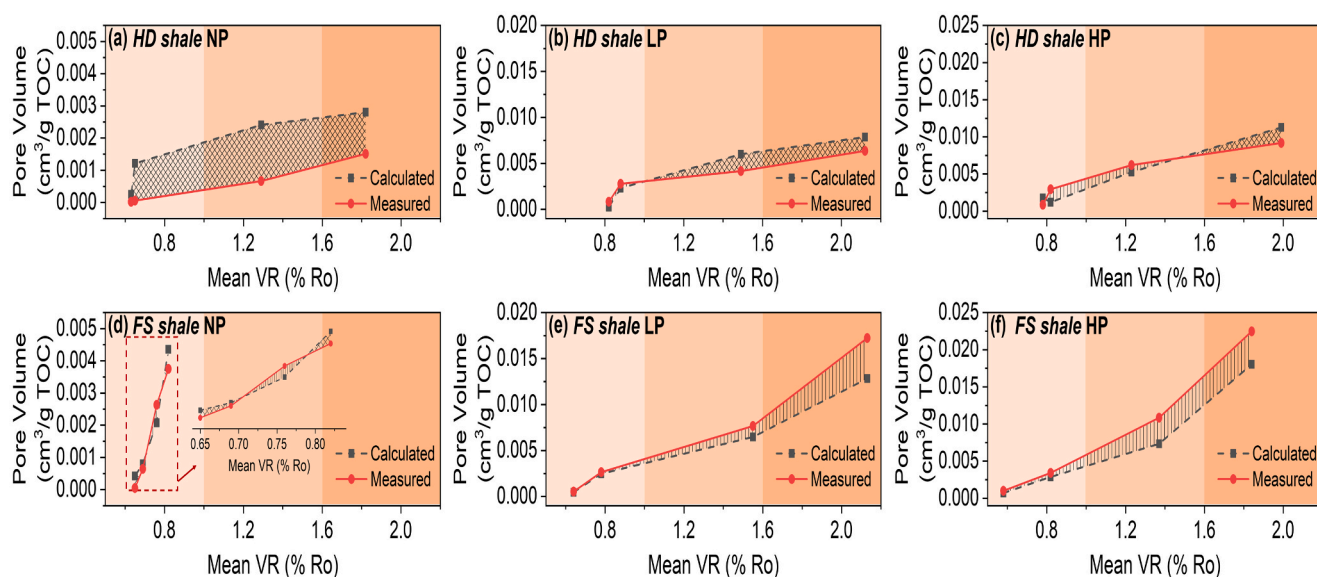 (a) HD shale NP
0.005
0.004
0.003
0.002
0.001
0.000
Pore Volume
(cm³/g TOC)
Calculated
Measured
0.8 1.2 1.6 2.0
Mean VR (% Ro)
(b) HD shale LP
0.020
0.015
0.010
0.005
0.000
Pore Volume
(cm³/g TOC)
Calculated
Measured
0.8 1.2 1.6 2.0
Mean VR (% Ro)
(c) HD shale HP
0.025
0.020
0.015
0.010
0.005
0.000
Pore Volume
(cm³/g TOC)
Calculated
Measured
0.8 1.2 1.6 2.0
Mean VR (% Ro)
(d) FS shale NP
0.005
0.004
0.003
0.002
0.001
0.000
Pore Volume
(cm³/g TOC)
0.65 0.70 0.75 0.80
Mean VR (% Ro)
Calculated
Measured
0.8 1.2 1.6 2.0
Mean VR (% Ro)
(e) FS shale LP
0.020
0.015
0.010
0.005
0.000
Pore Volume
(cm³/g TOC)
Calculated
Measured
0.8 1.2 1.6 2.0
Mean VR (% Ro)
(f) FS shale HP
0.025
0.020
0.015
0.010
0.005
0.000
Pore Volume
(cm³/g TOC)
Calculated
Measured
0.8 1.2 1.6 2.0
Mean VR (% Ro)